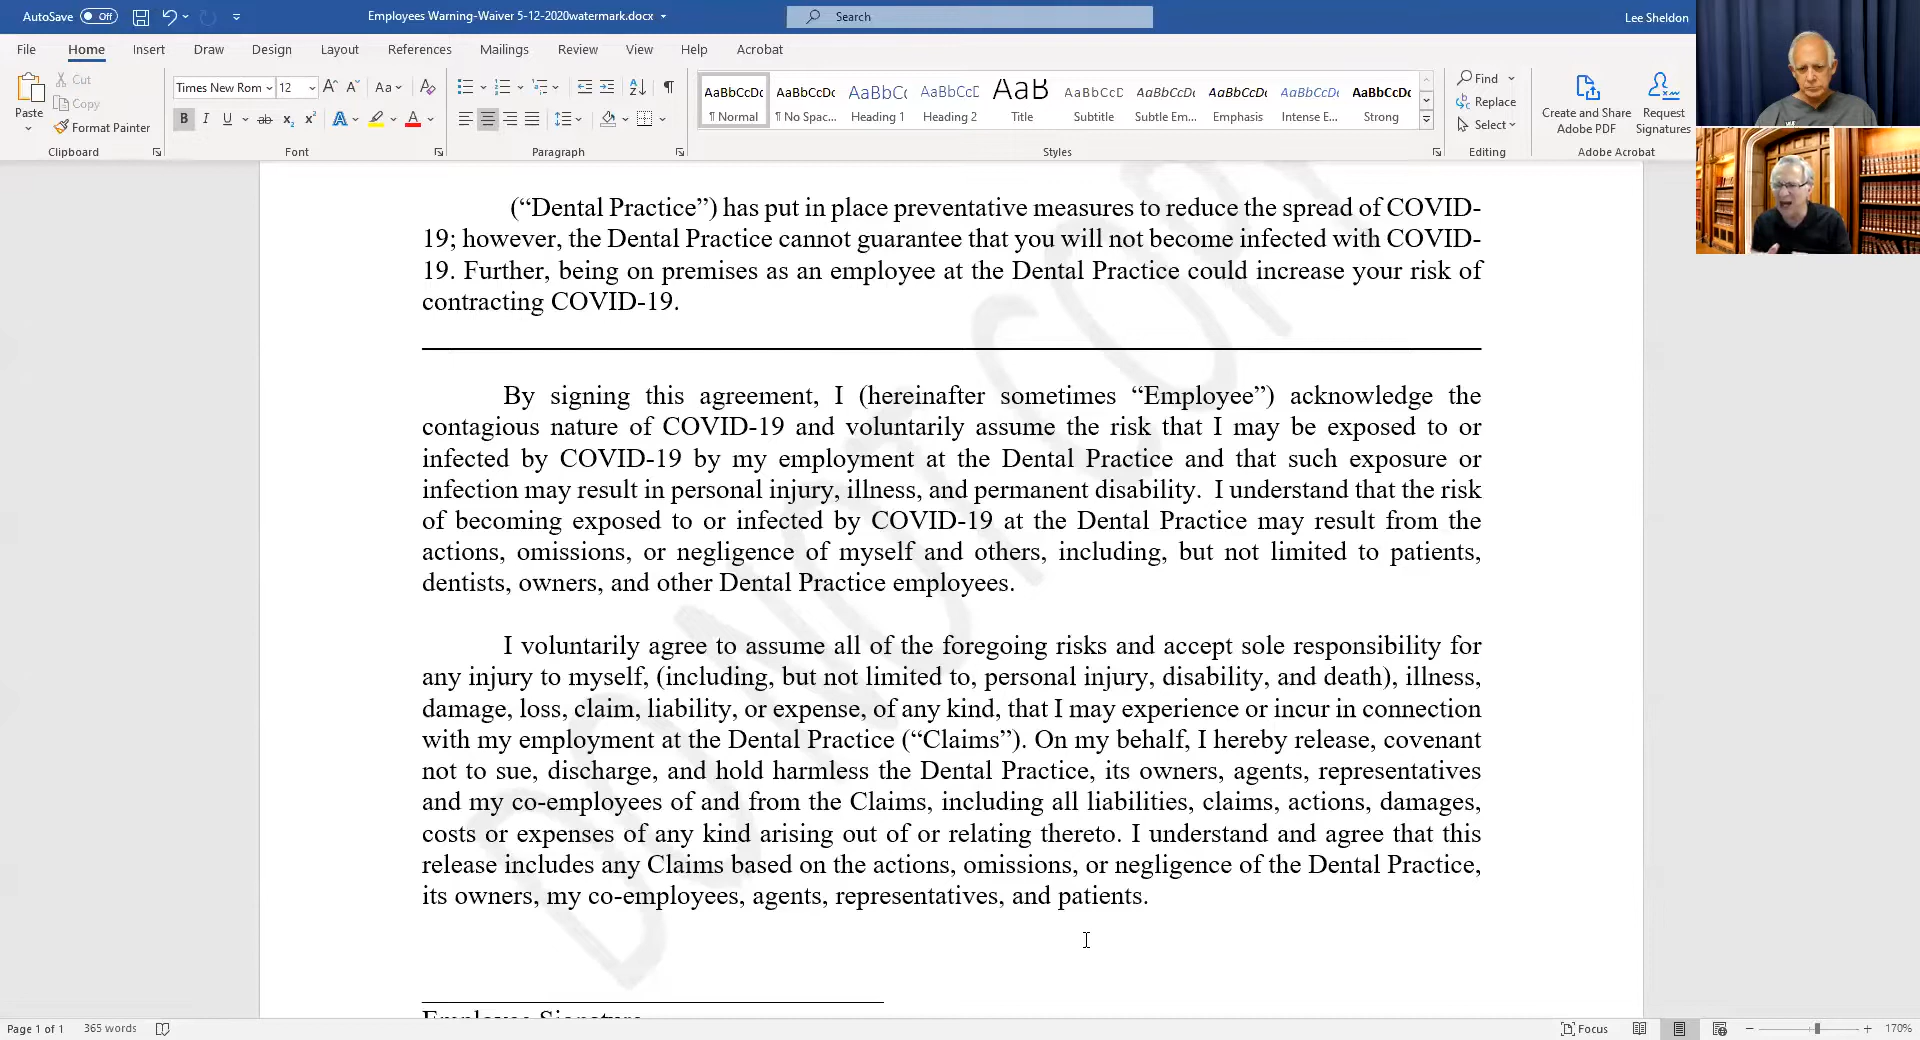 AutoSave Off Employees Warning-Waiver 5-12-2020watermark.docx Search Lee Sheldon
File Home Insert Draw Design Layout References Mailings Review View Help Acrobat
Paste Cut Copy Format Painter
Clipboard
Times New Rom 12 Aa
B I U ab x₂ x² A A
Font
Paragraph
AaBbCcDc AaBbCcDc AaBbCc AaBbCcD AaB AaBbCcD AaBbCcDc AaBbCcDc AaBbCcDc AaBbCcDc
¶ Normal ¶ No Spac... Heading 1 Heading 2 Title Subtitle Subtle Em... Emphasis Intense E... Strong
Styles
Find
Replace
Select
Editing
Create and Share Adobe PDF
Request Signatures
Adobe Acrobat
(“Dental Practice”) has put in place preventative measures to reduce the spread of COVID-
19; however, the Dental Practice cannot guarantee that you will not become infected with COVID-
19. Further, being on premises as an employee at the Dental Practice could increase your risk of
contracting COVID-19.
By signing this agreement, I (hereinafter sometimes “Employee”) acknowledge the
contagious nature of COVID-19 and voluntarily assume the risk that I may be exposed to or
infected by COVID-19 by my employment at the Dental Practice and that such exposure or
infection may result in personal injury, illness, and permanent disability. I understand that the risk
of becoming exposed to or infected by COVID-19 at the Dental Practice may result from the
actions, omissions, or negligence of myself and others, including, but not limited to patients,
dentists, owners, and other Dental Practice employees.
I voluntarily agree to assume all of the foregoing risks and accept sole responsibility for
any injury to myself, (including, but not limited to, personal injury, disability, and death), illness,
damage, loss, claim, liability, or expense, of any kind, that I may experience or incur in connection
with my employment at the Dental Practice (“Claims”). On my behalf, I hereby release, covenant
not to sue, discharge, and hold harmless the Dental Practice, its owners, agents, representatives
and my co-employees of and from the Claims, including all liabilities, claims, actions, damages,
costs or expenses of any kind arising out of or relating thereto. I understand and agree that this
release includes any Claims based on the actions, omissions, or negligence of the Dental Practice,
its owners, my co-employees, agents, representatives, and patients.
Employee Signature
DO NOT COPY
Page 1 of 1 365 words Focus 170%